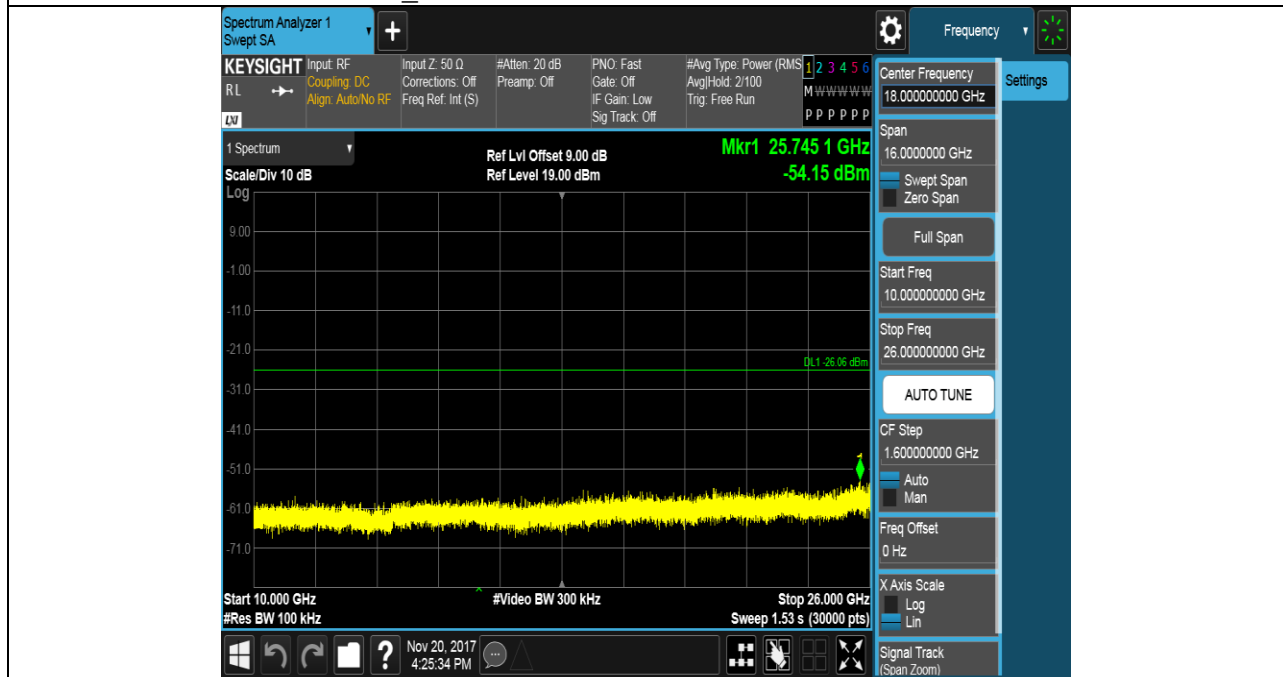 Spectrum Analyzer 1
Swept SA
+
Frequency
KEYSIGHT
RL
LXI
Input: RF
Coupling: DC
Align: Auto/No RF
Input Z: 50 Ω
Corrections: Off
Freq Ref: Int (S)
#Atten: 20 dB
Preamp: Off
PNO: Fast
Gate: Off
IF Gain: Low
Sig Track: Off
#Avg Type: Power (RMS
Avg|Hold: 2/100
Trig: Free Run
1 2 3 4 5 6
M W W W W W
P P P P P P
1 Spectrum
Scale/Div 10 dB
Ref Lvl Offset 9.00 dB
Ref Level 19.00 dBm
Mkr1 25.745 1 GHz
-54.15 dBm
Log
9.00
-1.00
-11.0
-21.0
-31.0
-41.0
-51.0
-61.0
-71.0
DL1 -26.06 dBm
1
Start 10.000 GHz
#Res BW 100 kHz
#Video BW 300 kHz
Stop 26.000 GHz
Sweep 1.53 s (30000 pts)
Center Frequency
18.000000000 GHz
Settings
Span
16.0000000 GHz
Swept Span
Zero Span
Full Span
Start Freq
10.000000000 GHz
Stop Freq
26.000000000 GHz
AUTO TUNE
CF Step
1.600000000 GHz
Auto
Man
Freq Offset
0 Hz
X Axis Scale
Log
Lin
Signal Track
(Span Zoom)
?
Nov 20, 2017
4:25:34 PM